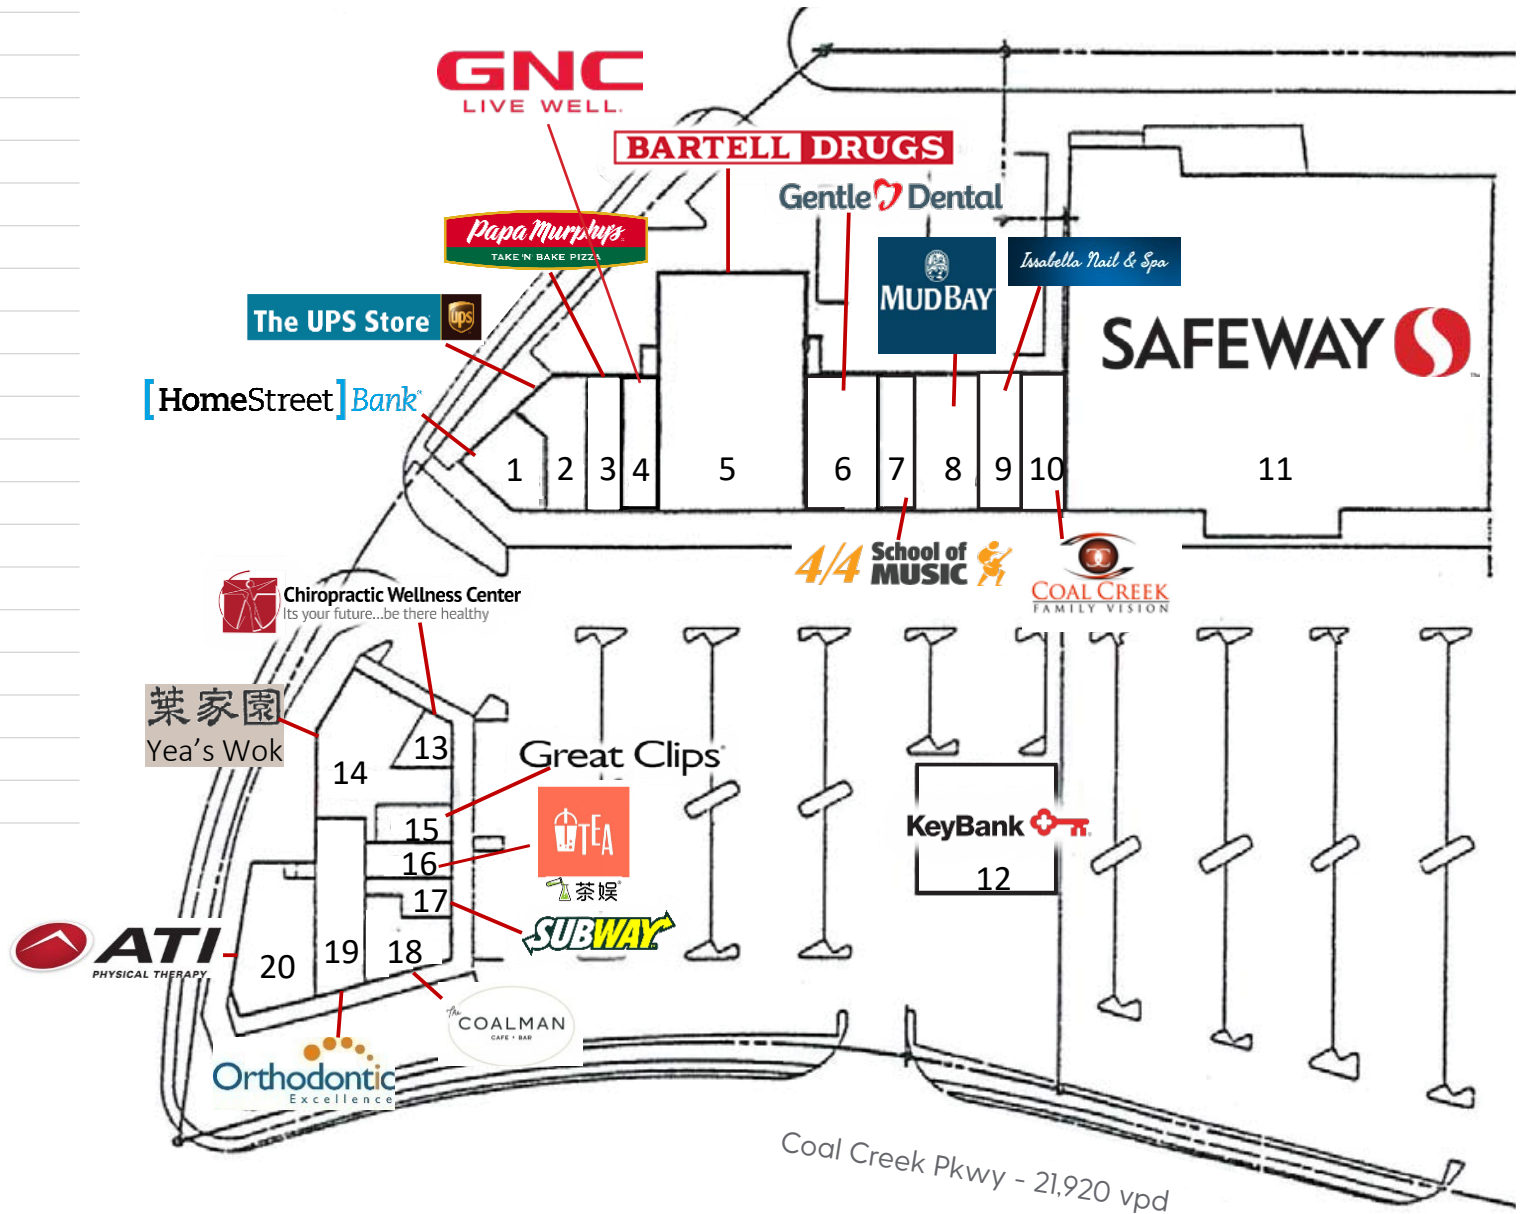 GNC
LIVE WELL.
BARTELL DRUGS
Gentle Dental
Papa Murphy's
TAKE 'N' BAKE PIZZA
MUD BAY
Issabella Nail & Spa
The UPS Store
ups
SAFEWAY
[HomeStreet] Bank
1
2
3
4
5
6
7
8
9
10
11
4/4 School of MUSIC
COAL CREEK
FAMILY VISION
Chiropractic Wellness Center
Its your future...be there healthy
葉家園
Yea's Wok
13
14
Great Clips
15
TEA
茶娱
16
KeyBank
12
17
SUBWAY
ATI
PHYSICAL THERAPY
20
19
18
The
COALMAN
CAFE • BAR
Orthodontic
Excellence
Coal Creek Pkwy - 21,920 vpd